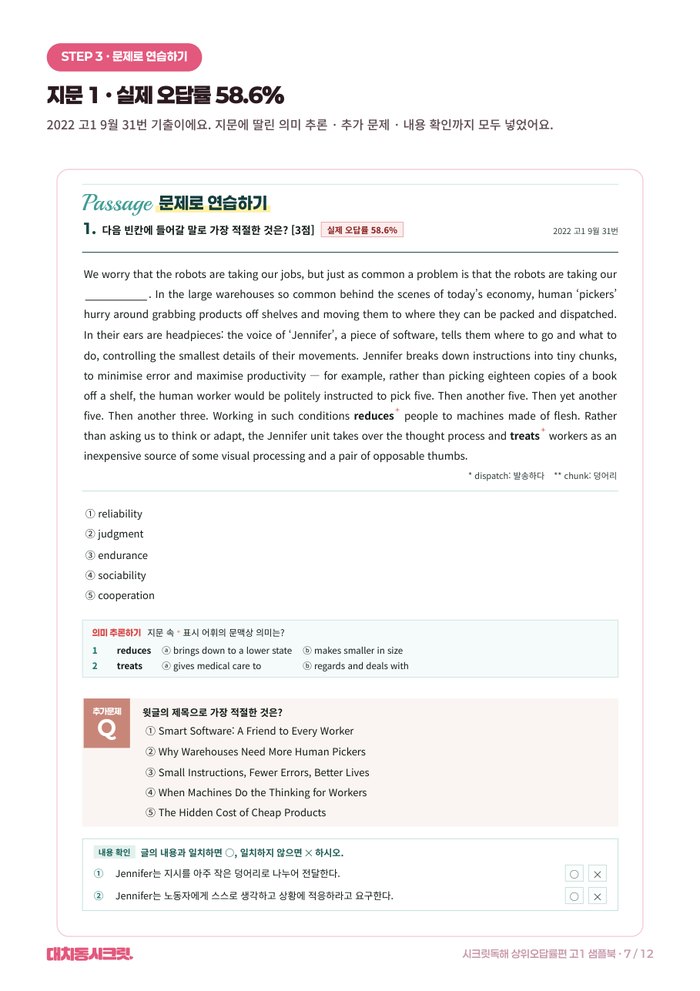 STEP 3 · 문제로 연습하기
지문 1 · 실제 오답률 58.6%
2022 고1 9월 31번 기출이에요. 지문에 딸린 의미 추론 · 추가 문제 · 내용 확인까지 모두 넣었어요.
Passage 문제로 연습하기
1. 다음 빈칸에 들어갈 말로 가장 적절한 것은? [3점] 실제 오답률 58.6% 2022 고1 9월 31번
We worry that the robots are taking our jobs, but just as common a problem is that the robots are taking our
__________. In the large warehouses so common behind the scenes of today’s economy, human ‘pickers’
hurry around grabbing products off shelves and moving them to where they can be packed and dispatched.
In their ears are headpieces: the voice of ‘Jennifer’, a piece of software, tells them where to go and what to
do, controlling the smallest details of their movements. Jennifer breaks down instructions into tiny chunks,
to minimise error and maximise productivity — for example, rather than picking eighteen copies of a book
off a shelf, the human worker would be politely instructed to pick five. Then another five. Then yet another
five. Then another three. Working in such conditions reduces* people to machines made of flesh. Rather
than asking us to think or adapt, the Jennifer unit takes over the thought process and treats* workers as an
inexpensive source of some visual processing and a pair of opposable thumbs.
* dispatch: 발송하다 ** chunk: 덩어리
① reliability
② judgment
③ endurance
④ sociability
⑤ cooperation
의미 추론하기 지문 속 * 표시 어휘의 문맥상 의미는?
1 reduces ⓐ brings down to a lower state ⓑ makes smaller in size
2 treats ⓐ gives medical care to ⓑ regards and deals with
추가문제
Q
윗글의 제목으로 가장 적절한 것은?
① Smart Software: A Friend to Every Worker
② Why Warehouses Need More Human Pickers
③ Small Instructions, Fewer Errors, Better Lives
④ When Machines Do the Thinking for Workers
⑤ The Hidden Cost of Cheap Products
내용 확인 글의 내용과 일치하면 ○, 일치하지 않으면 × 하시오.
① Jennifer는 지시를 아주 작은 덩어리로 나누어 전달한다. ○ ×
② Jennifer는 노동자에게 스스로 생각하고 상황에 적응하라고 요구한다. ○ ×
대치동시크릿.
시크릿독해 상위오답률편 고1 샘플북 · 7 / 12